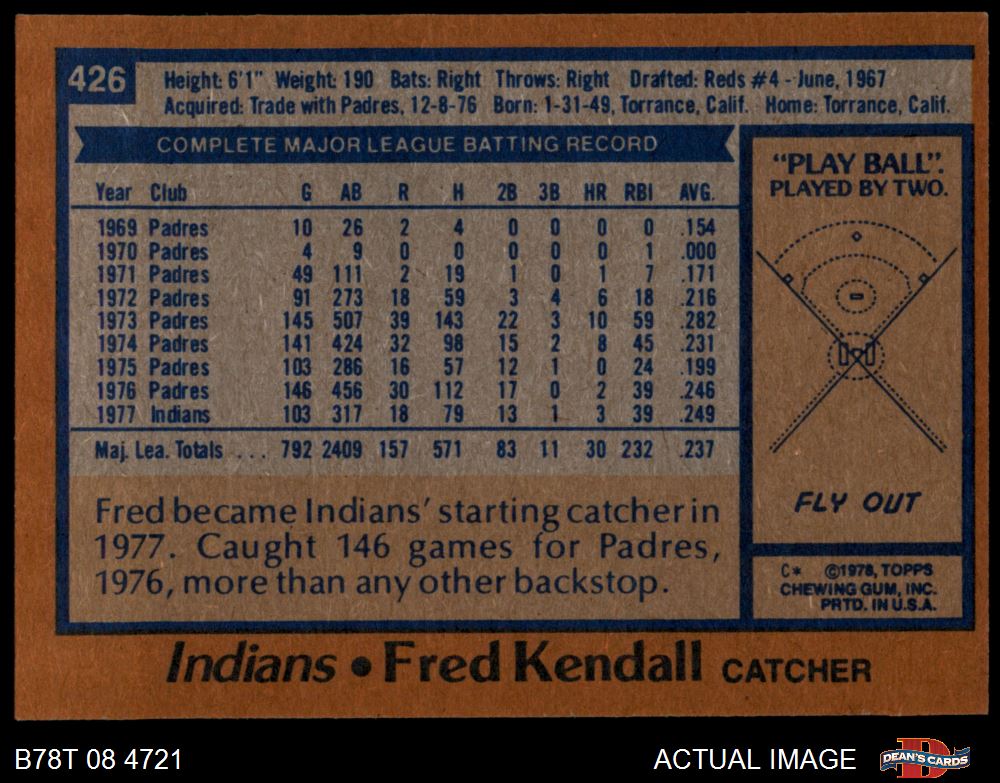 426
Height: 6'1" Weight: 190 Bats: Right Throws: Right Drafted: Reds #4 - June, 1967
Acquired: Trade with Padres, 12-8-76 Born: 1-31-49, Torrance, Calif. Home: Torrance, Calif.
COMPLETE MAJOR LEAGUE BATTING RECORD
Year Club G AB R H 2B 3B HR RBI AVG.
1969 Padres 10 26 2 4 0 0 0 0 .154
1970 Padres 4 9 0 0 0 0 0 1 .000
1971 Padres 49 111 2 19 1 0 1 7 .171
1972 Padres 91 273 18 59 3 4 6 18 .216
1973 Padres 145 507 39 143 22 3 10 59 .282
1974 Padres 141 424 32 98 15 2 8 45 .231
1975 Padres 103 286 16 57 12 1 0 24 .199
1976 Padres 146 456 30 112 17 0 2 39 .246
1977 Indians 103 317 18 79 13 1 3 39 .249
Maj. Lea. Totals ... 792 2409 157 571 83 11 30 232 .237
Fred became Indians' starting catcher in
1977. Caught 146 games for Padres,
1976, more than any other backstop.
"PLAY BALL".
PLAYED BY TWO.
FLY OUT
C* ©1978, TOPPS
CHEWING GUM, INC.
PRTD. IN U.S.A.
Indians • Fred Kendall CATCHER
B78T 08 4721
ACTUAL IMAGE
D
DEAN'S CARDS